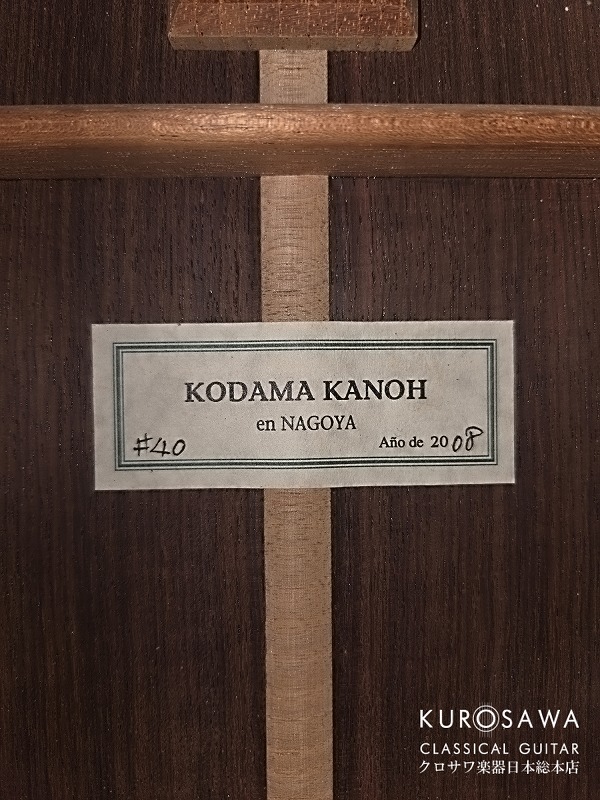 KODAMA KANOH
en NAGOYA
#40
Año de 2008
KUROSAWA
CLASSICAL GUITAR
クロサワ楽器日本総本店